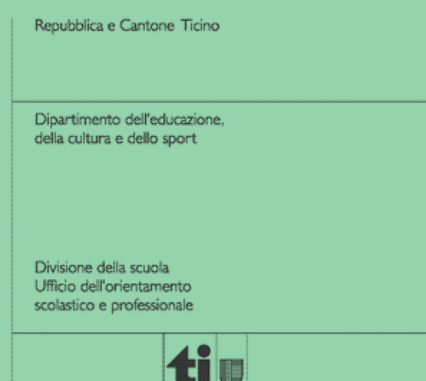 Repubblica e Cantone Ticino
Dipartimento dell'educazione,
della cultura e dello sport
Divisione della scuola
Ufficio dell'orientamento
scolastico e professionale
ti